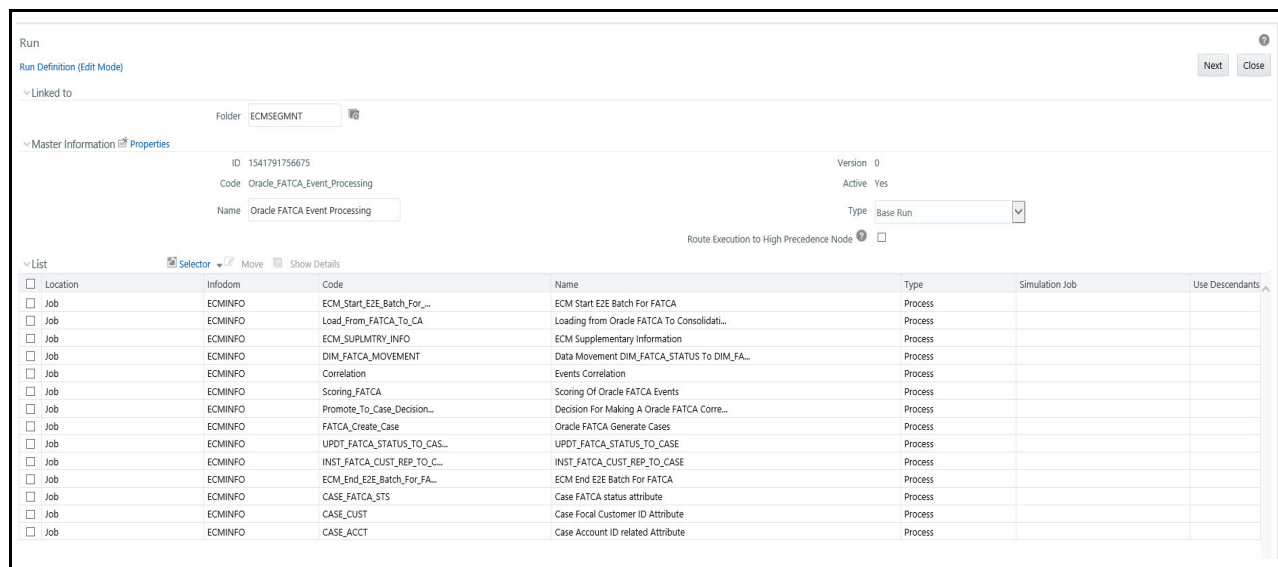 Run
Run Definition (Edit Mode)
Next Close
Linked to
Folder ECMSEGMNT
Master Information Properties
ID 1541791756675 Version 0
Code Oracle_FATCA_Event_Processing Active Yes
Name Oracle FATCA Event Processing Type Base Run
Route Execution to High Precedence Node
List Selector Move Show Details
Location Infodom Code Name Type Simulation Job Use Descendants
Job ECMINFO ECM_Start_E2E_Batch_For_... ECM Start E2E Batch For FATCA Process
Job ECMINFO Load_From_FATCA_To_CA Loading from Oracle FATCA To Consolidati... Process
Job ECMINFO ECM_SUPLMTRY_INFO ECM Supplementary Information Process
Job ECMINFO DIM_FATCA_MOVEMENT Data Movement DIM_FATCA_STATUS To DIM_FA... Process
Job ECMINFO Correlation Events Correlation Process
Job ECMINFO Scoring_FATCA Scoring Of Oracle FATCA Events Process
Job ECMINFO Promote_To_Case_Decision... Decision For Making A Oracle FATCA Corre... Process
Job ECMINFO FATCA_Create_Case Oracle FATCA Generate Cases Process
Job ECMINFO UPDT_FATCA_STATUS_TO_CAS... UPDT_FATCA_STATUS_TO_CASE Process
Job ECMINFO INST_FATCA_CUST_REP_TO_C... INST_FATCA_CUST_REP_TO_CASE Process
Job ECMINFO ECM_End_E2E_Batch_For_FA... ECM End E2E Batch For FATCA Process
Job ECMINFO CASE_FATCA_STS Case FATCA status attribute Process
Job ECMINFO CASE_CUST Case Focal Customer ID Attribute Process
Job ECMINFO CASE_ACCT Case Account ID related Attribute Process